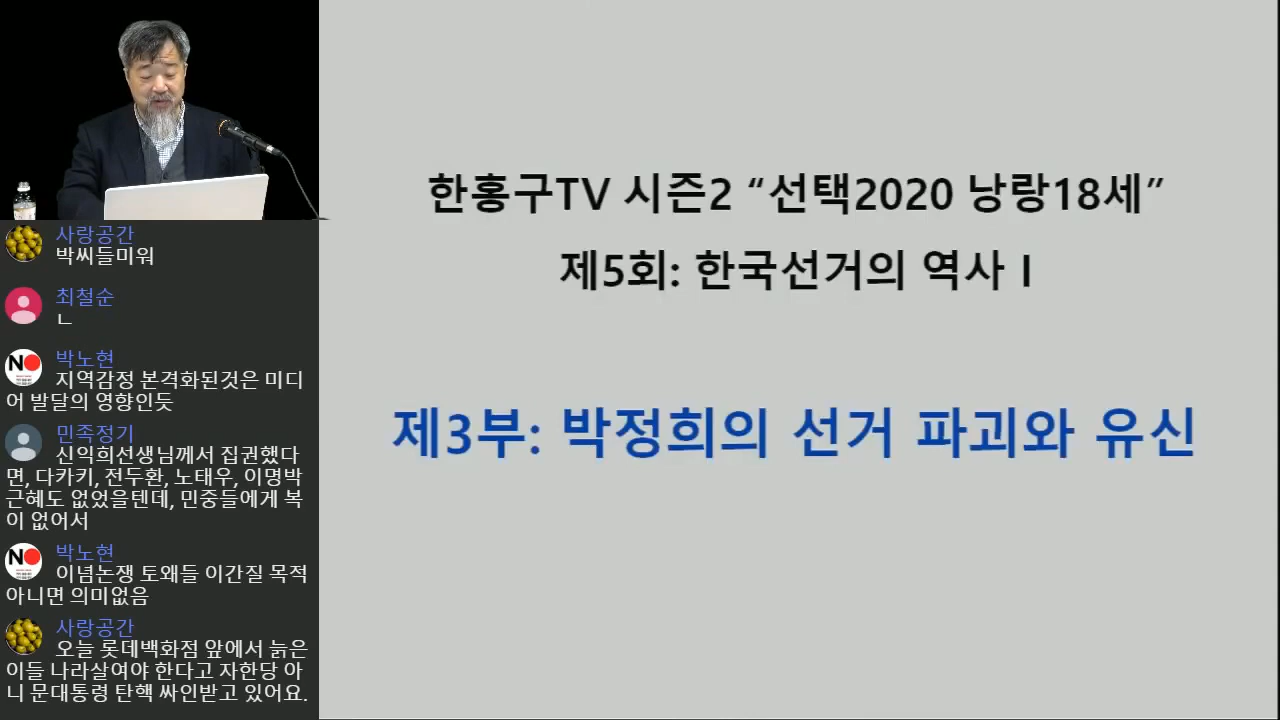 한홍구TV 시즌2 “선택2020 낭랑18세”
제5회: 한국선거의 역사 I
제3부: 박정희의 선거 파괴와 유신
사랑공간
박씨들미워
최철순
ㄴ
박노현
지역감정 본격화된것은 미디
어 발달의 영향인듯
민족정기
신익희선생님께서 집권했다
면, 다카키, 전두환, 노태우, 이명박
근혜도 없었을텐데, 민중들에게 복
이 없어서
박노현
이념논쟁 토왜들 이간질 목적
아니면 의미없음
사랑공간
오늘 롯데백화점 앞에서 늙은
이들 나라살여야 한다고 자한당 아
니 문대통령 탄핵 싸인받고 있어요.